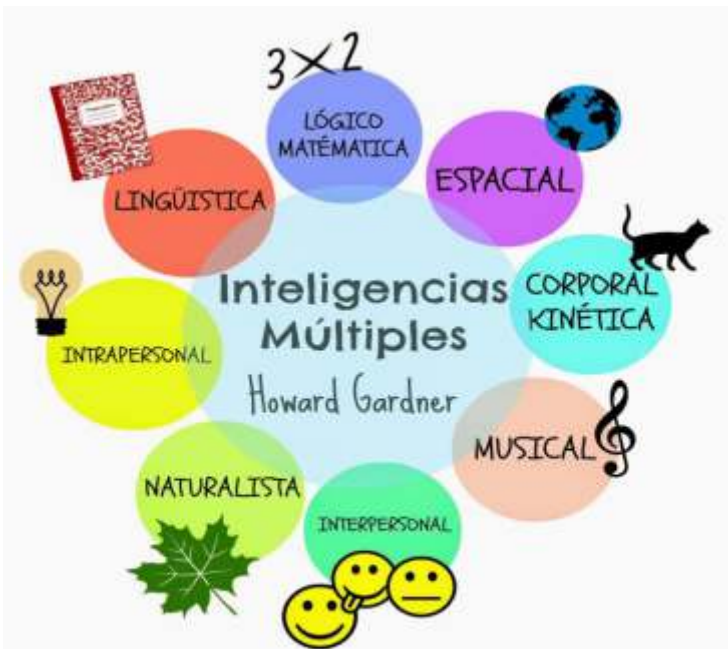 3×2
LÓGICO
MATÉMATICA
ESPACIAL
LINGÜISTICA
CORPORAL
KINÉTICA
Inteligencias
Múltiples
Howard Gardner
INTRAPERSONAL
MUSICAL
NATURALISTA
INTERPERSONAL